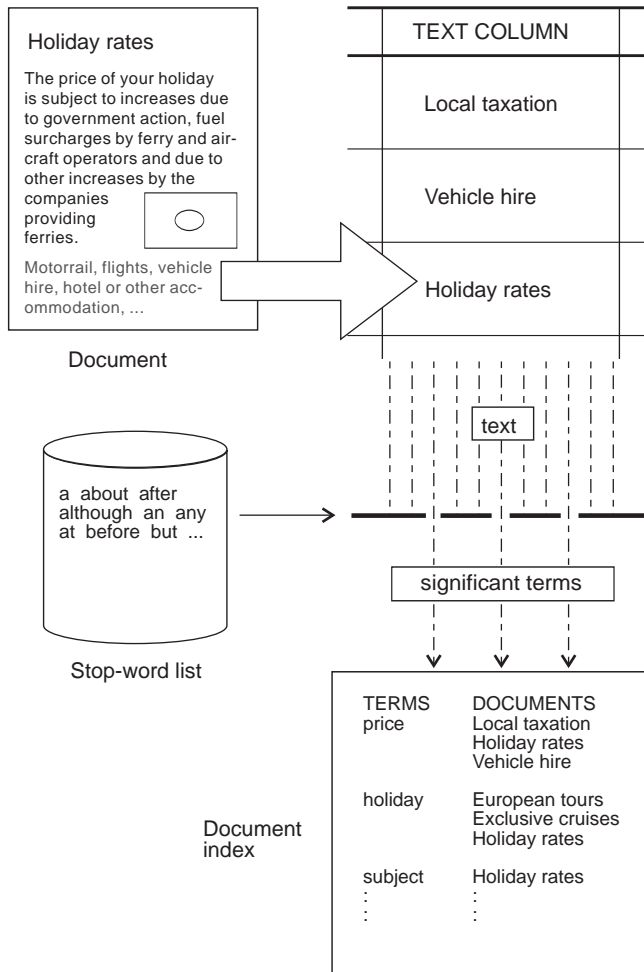 Holiday rates
The price of your holiday
is subject to increases due
to government action, fuel
surcharges by ferry and air-
craft operators and due to
other increases by the
companies
providing
ferries.
Motorrail, flights, vehicle
hire, hotel or other acc-
ommodation, ...
Document
TEXT COLUMN
Local taxation
Vehicle hire
Holiday rates
text
a about after
although an any
at before but ...
Stop-word list
significant terms
TERMS DOCUMENTS
price Local taxation
Holiday rates
Vehicle hire
holiday European tours
Exclusive cruises
Holiday rates
subject Holiday rates
: :
: :
Document
index